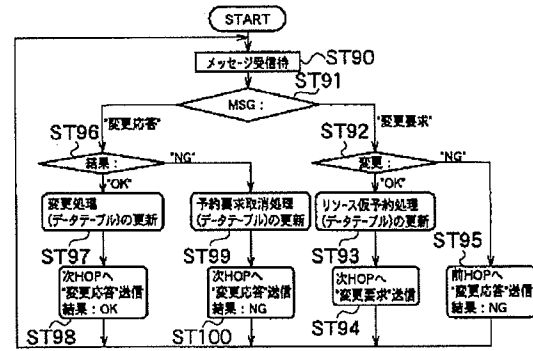 START
メッセージ受信待
ST90
ST91
MSG:
"変更応答"
"変更要求"
ST96
結果:
"NG"
"OK"
ST92
変更:
"NG"
"OK"
変更処理
(データテーブル)の更新
予約要求取消処理
(データテーブル)の更新
リソース仮予約処理
(データテーブル)の更新
ST97
ST99
ST93
ST95
次HOPへ
"変更応答"送信
結果:OK
次HOPへ
"変更応答"送信
結果:NG
次HOPへ
"変更要求"送信
前HOPへ
"変更応答"送信
結果:NG
ST98
ST100
ST94